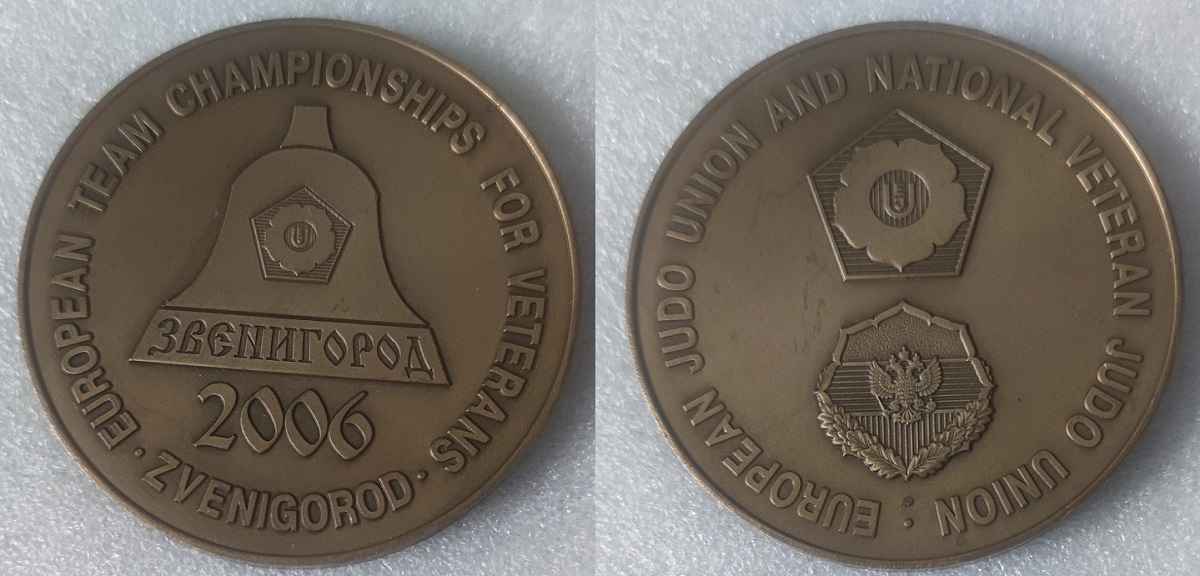 · EUROPEAN TEAM CHAMPIONSHIPS FOR VETERANS ·
ЗВЕНИГОРОД
2006
ZVENIGOROD
EUROPEAN JUDO UNION AND NATIONAL VETERAN JUDO UNION :